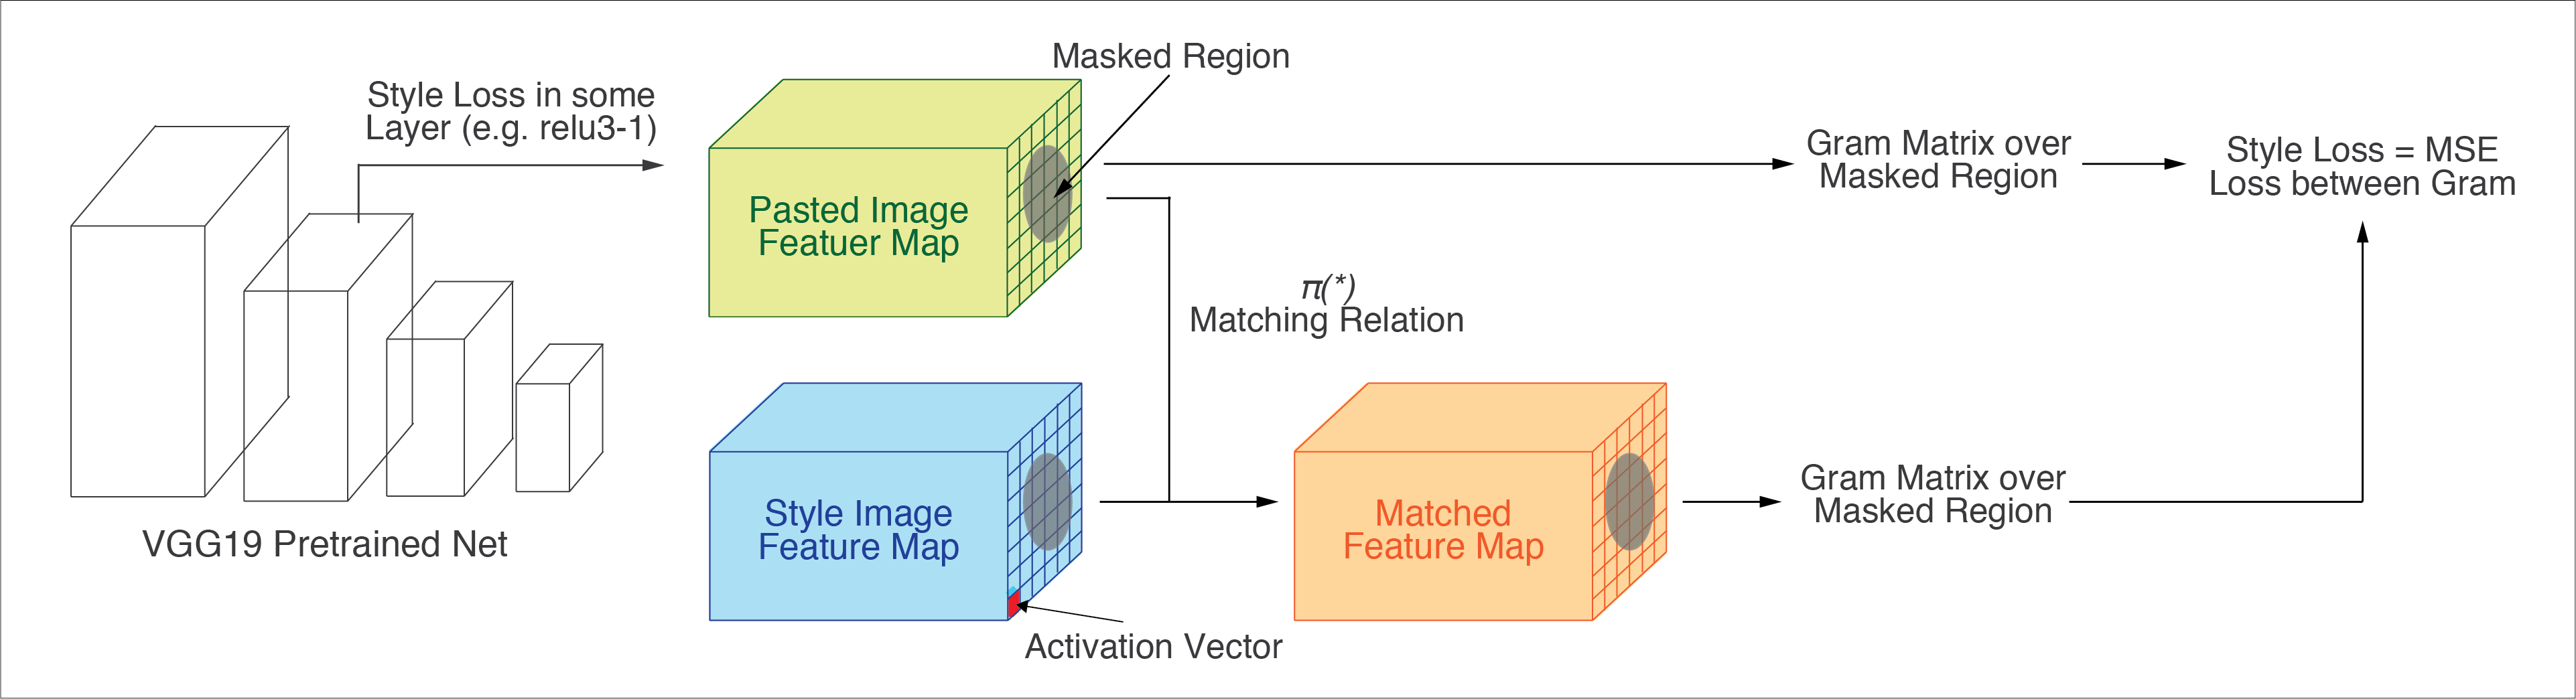 Masked Region
Style Loss in some
Layer (e.g. relu3-1)
Pasted Image
Featuer Map
Gram Matrix over
Masked Region
Style Loss = MSE
Loss between Gram
π(*)
Matching Relation
Style Image
Feature Map
Matched
Feature Map
Gram Matrix over
Masked Region
VGG19 Pretrained Net
Activation Vector